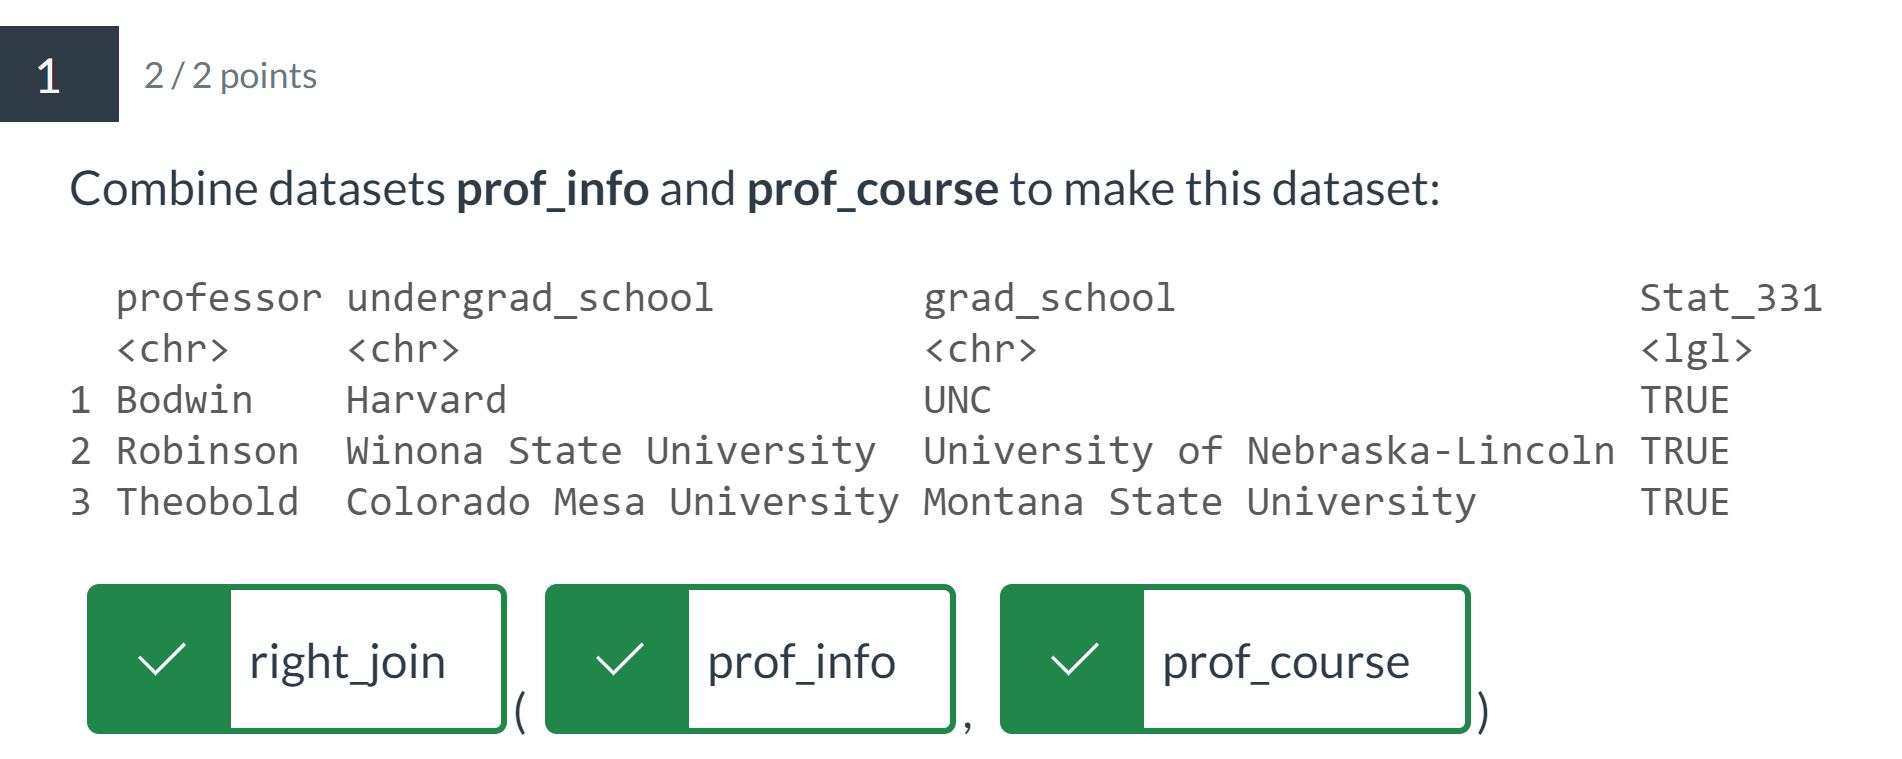 1
2 / 2 points
Combine datasets prof_info and prof_course to make this dataset:
professor undergrad_school grad_school Stat_331
<chr> <chr> <chr> <lgl>
1 Bodwin Harvard UNC TRUE
2 Robinson Winona State University University of Nebraska-Lincoln TRUE
3 Theobold Colorado Mesa University Montana State University TRUE
right_join ( prof_info , prof_course )